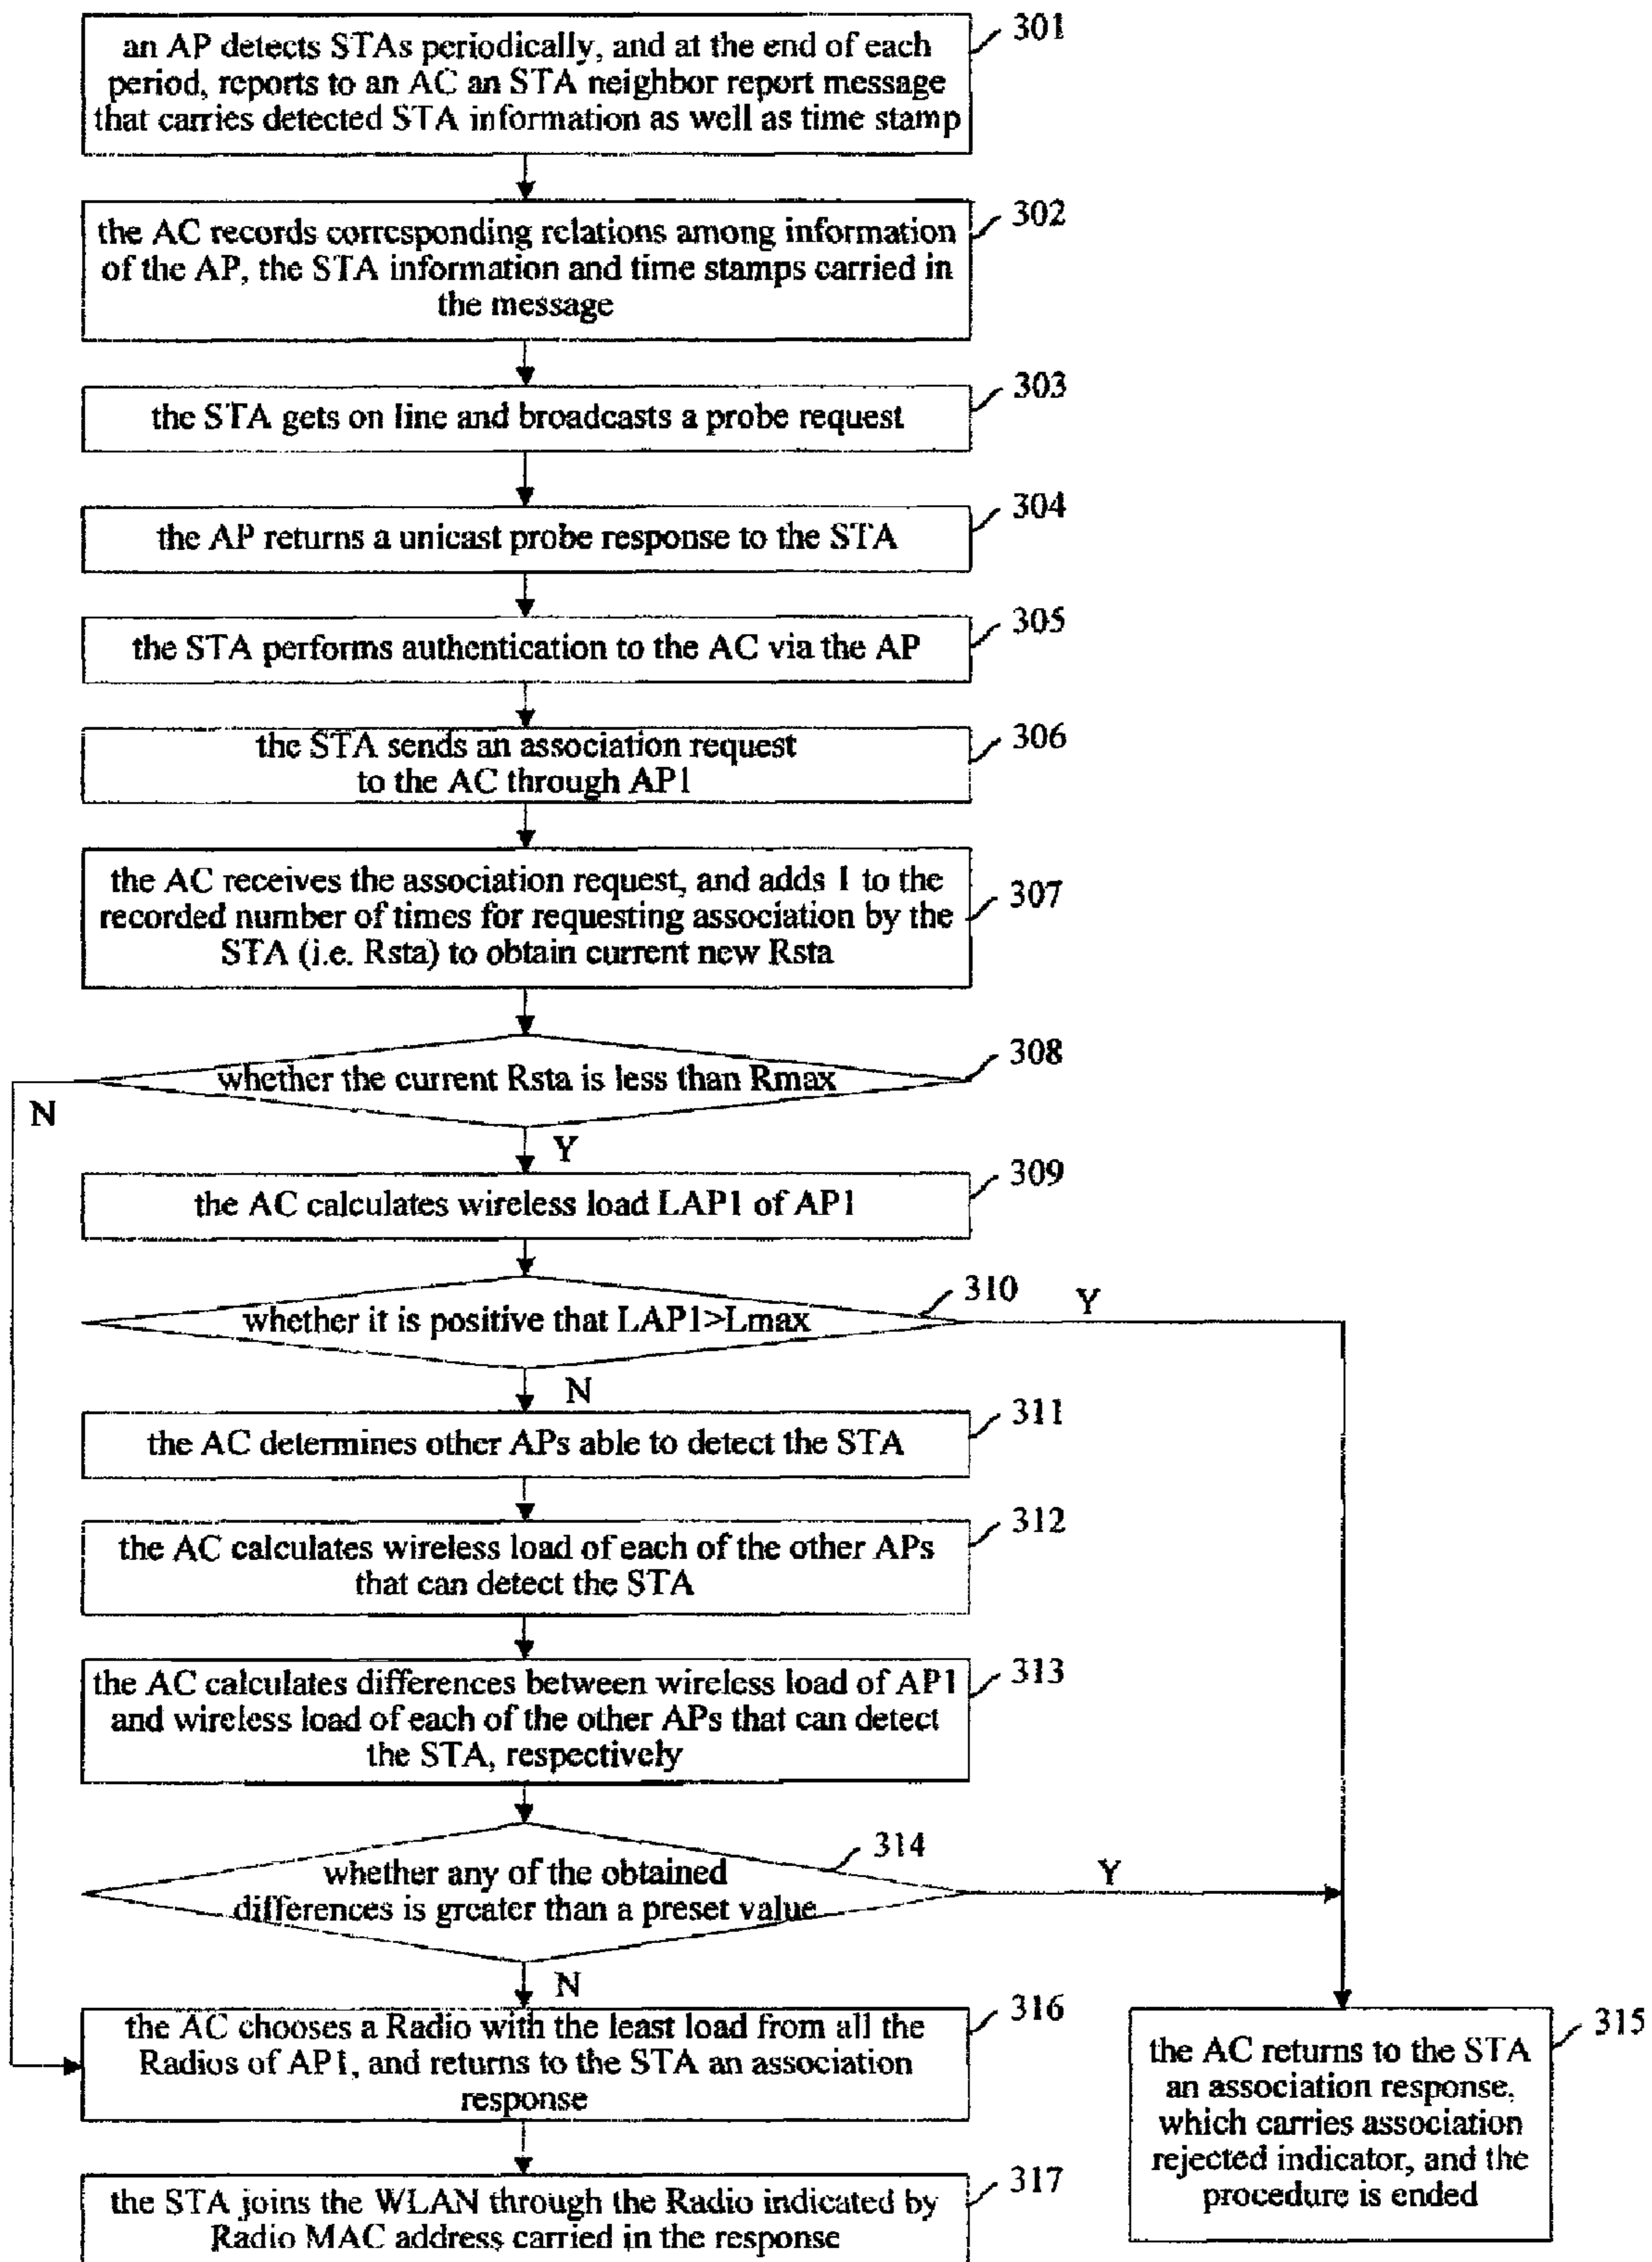 an AP detects STAs periodically, and at the end of each
period, reports to an AC an STA neighbor report message
that carries detected STA information as well as time stamp
301
the AC records corresponding relations among information
of the AP, the STA information and time stamps carried in
the message
302
the STA gets on line and broadcasts a probe request
303
the AP returns a unicast probe response to the STA
304
the STA performs authentication to the AC via the AP
305
the STA sends an association request
to the AC through AP1
306
the AC receives the association request, and adds 1 to the
recorded number of times for requesting association by the
STA (i.e. Rsta) to obtain current new Rsta
307
whether the current Rsta is less than Rmax
308
N
Y
the AC calculates wireless load LAP1 of AP1
309
whether it is positive that LAP1>Lmax
310
Y
N
the AC determines other APs able to detect the STA
311
the AC calculates wireless load of each of the other APs
that can detect the STA
312
the AC calculates differences between wireless load of AP1
and wireless load of each of the other APs that can detect
the STA, respectively
313
whether any of the obtained
differences is greater than a preset value
314
Y
N
the AC chooses a Radio with the least load from all the
Radios of AP1, and returns to the STA an association
response
316
the AC returns to the STA
an association response,
which carries association
rejected indicator, and the
procedure is ended
315
the STA joins the WLAN through the Radio indicated by
Radio MAC address carried in the response
317